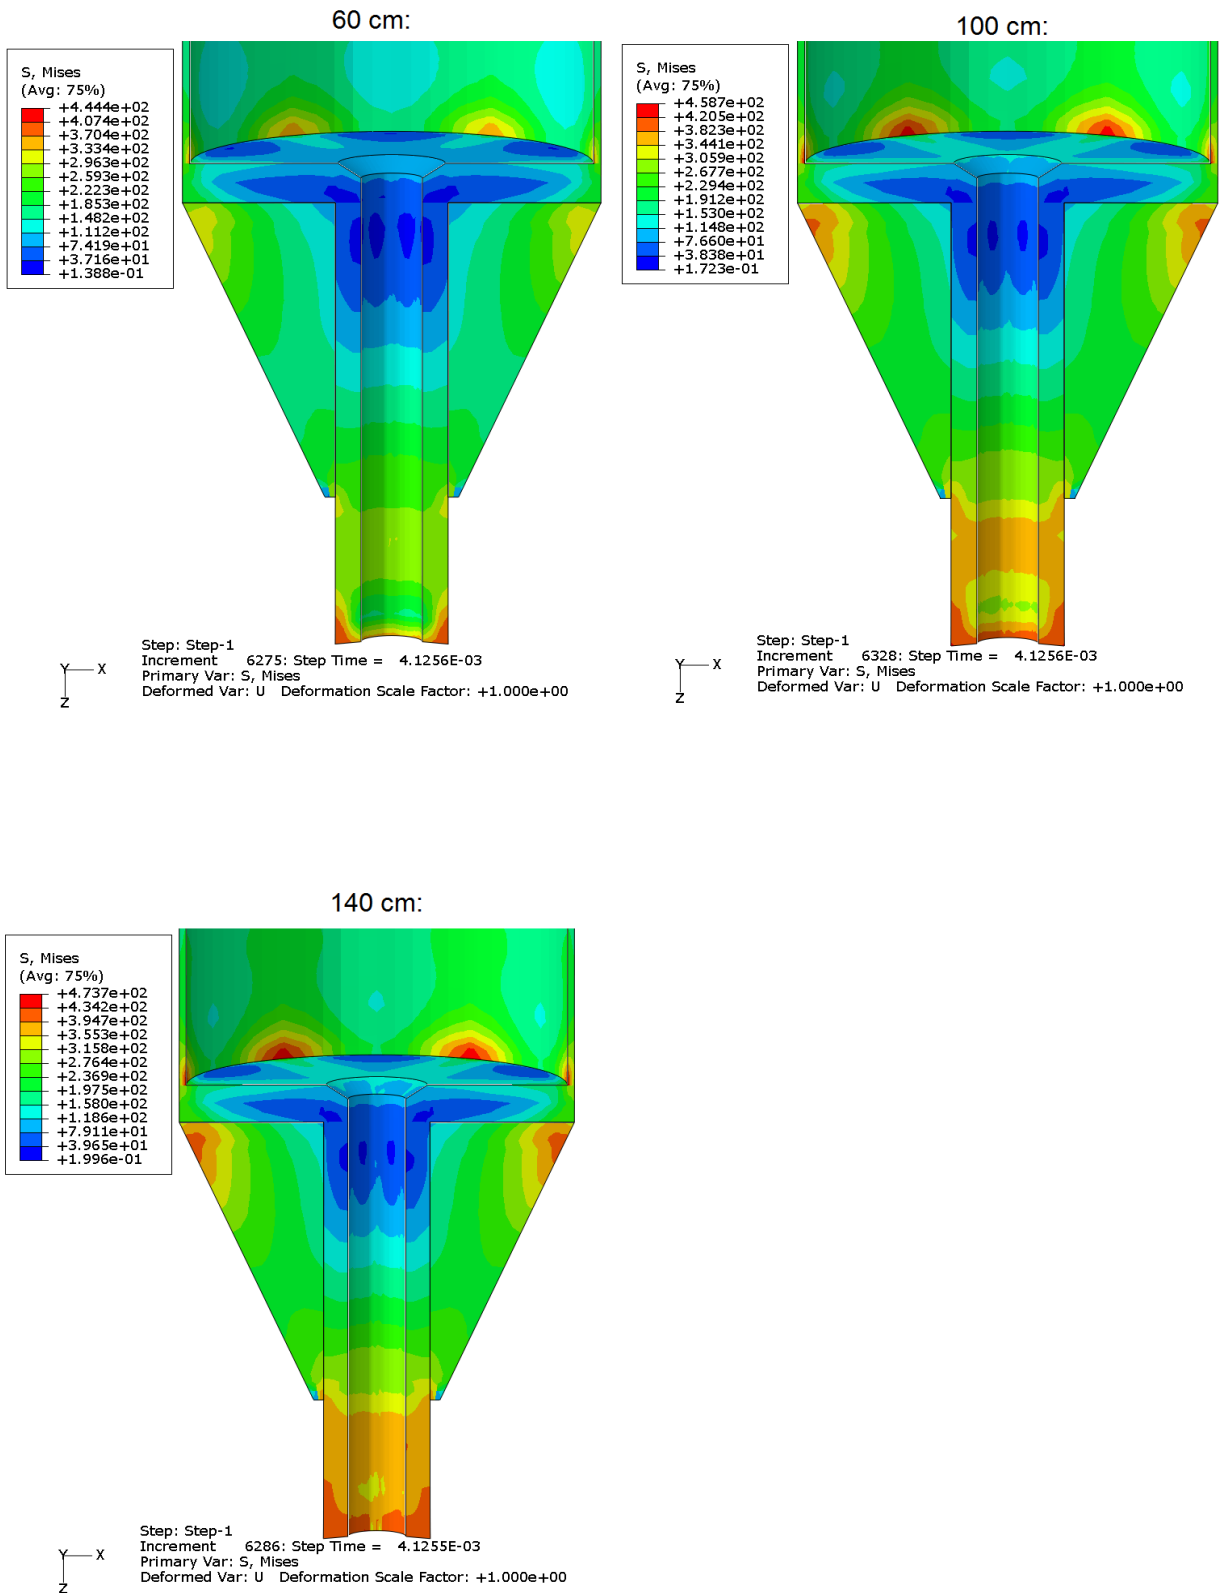 60 cm:
S, Mises
(Avg: 75%)
+4.444e+02
+4.074e+02
+3.704e+02
+3.334e+02
+2.963e+02
+2.593e+02
+2.223e+02
+1.853e+02
+1.482e+02
+1.112e+02
+7.419e+01
+3.716e+01
+1.388e-01
Step: Step-1
Increment 6275: Step Time = 4.1256E-03
Primary Var: S, Mises
Deformed Var: U Deformation Scale Factor: +1.000e+00
Y X
Z
100 cm:
S, Mises
(Avg: 75%)
+4.587e+02
+4.205e+02
+3.823e+02
+3.441e+02
+3.059e+02
+2.677e+02
+2.294e+02
+1.912e+02
+1.530e+02
+1.148e+02
+7.660e+01
+3.838e+01
+1.723e-01
Step: Step-1
Increment 6328: Step Time = 4.1256E-03
Primary Var: S, Mises
Deformed Var: U Deformation Scale Factor: +1.000e+00
Y X
Z
140 cm:
S, Mises
(Avg: 75%)
+4.737e+02
+4.342e+02
+3.947e+02
+3.553e+02
+3.158e+02
+2.764e+02
+2.369e+02
+1.975e+02
+1.580e+02
+1.186e+02
+7.911e+01
+3.965e+01
+1.996e-01
Step: Step-1
Increment 6286: Step Time = 4.1255E-03
Primary Var: S, Mises
Deformed Var: U Deformation Scale Factor: +1.000e+00
Y X
Z